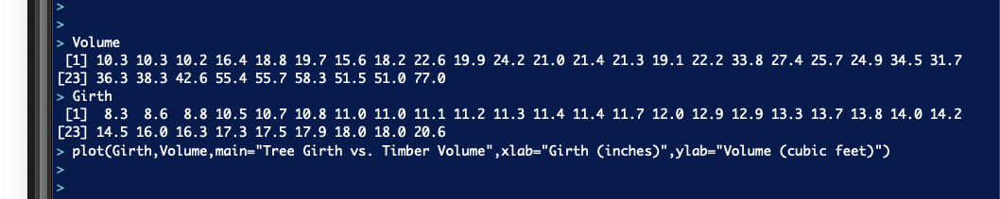 >
>
> Volume
 [1] 10.3 10.3 10.2 16.4 18.8 19.7 15.6 18.2 22.6 19.9 24.2 21.0 21.4 21.3 19.1 22.2 33.8 27.4 25.7 24.9 34.5 31.7
[23] 36.3 38.3 42.6 55.4 55.7 58.3 51.5 51.0 77.0
> Girth
 [1]  8.3  8.6  8.8 10.5 10.7 10.8 11.0 11.0 11.1 11.2 11.3 11.4 11.4 11.7 12.0 12.9 12.9 13.3 13.7 13.8 14.0 14.2
[23] 14.5 16.0 16.3 17.3 17.5 17.9 18.0 18.0 20.6
> plot(Girth,Volume,main="Tree Girth vs. Timber Volume",xlab="Girth (inches)",ylab="Volume (cubic feet)")
>
>